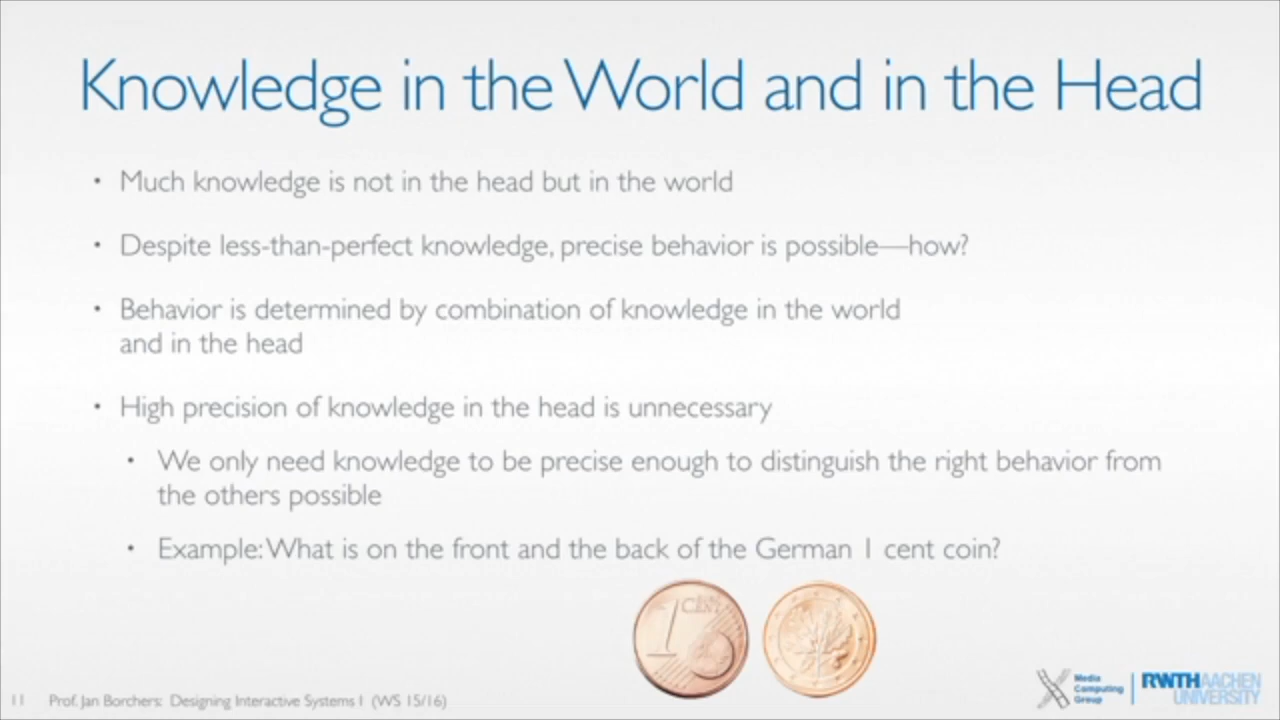 Knowledge in the World and in the Head
• Much knowledge is not in the head but in the world
• Despite less-than-perfect knowledge, precise behavior is possible—how?
• Behavior is determined by combination of knowledge in the world
and in the head
• High precision of knowledge in the head is unnecessary
• We only need knowledge to be precise enough to distinguish the right behavior from
the others possible
• Example: What is on the front and the back of the German 1 cent coin?
1 CENT
11 Prof. Jan Borchers: Designing Interactive Systems I (WS 15/16)
Media
Computing
Group
RWTH AACHEN
UNIVERSITY